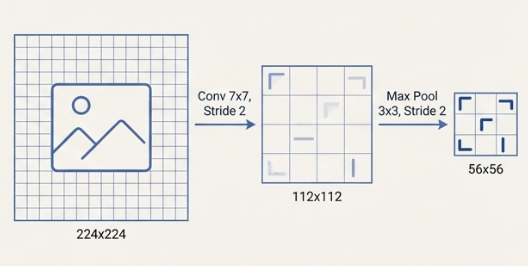 224x224
Conv 7x7,
Stride 2
112x112
Max Pool
3x3, Stride 2
56x56